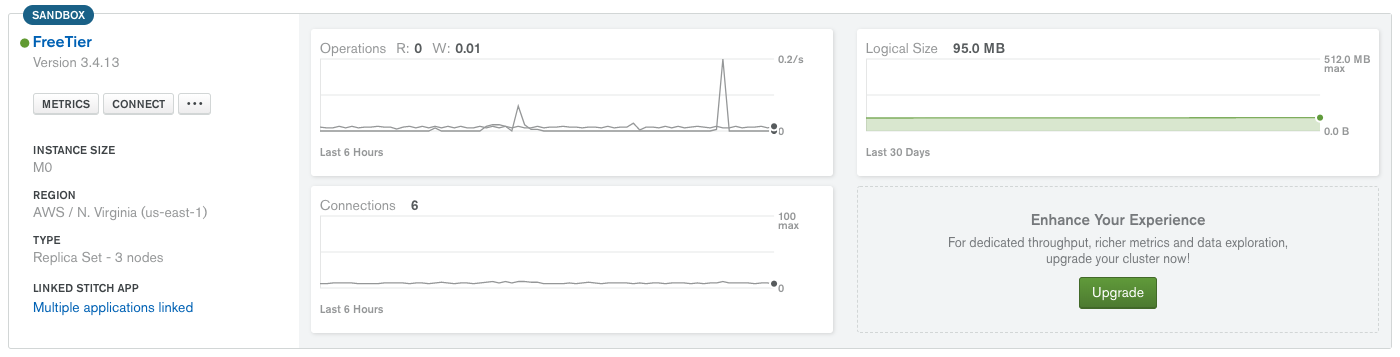 SANDBOX
FreeTier
Version 3.4.13
METRICS CONNECT •••
INSTANCE SIZE
M0
REGION
AWS / N. Virginia (us-east-1)
TYPE
Replica Set - 3 nodes
LINKED STITCH APP
Multiple applications linked
Operations R: 0 W: 0.01
0.2/s
0
Last 6 Hours
Logical Size 95.0 MB
512.0 MB
max
0.0 B
Last 30 Days
Connections 6
100
max
0
Last 6 Hours
Enhance Your Experience
For dedicated throughput, richer metrics and data exploration,
upgrade your cluster now!
Upgrade